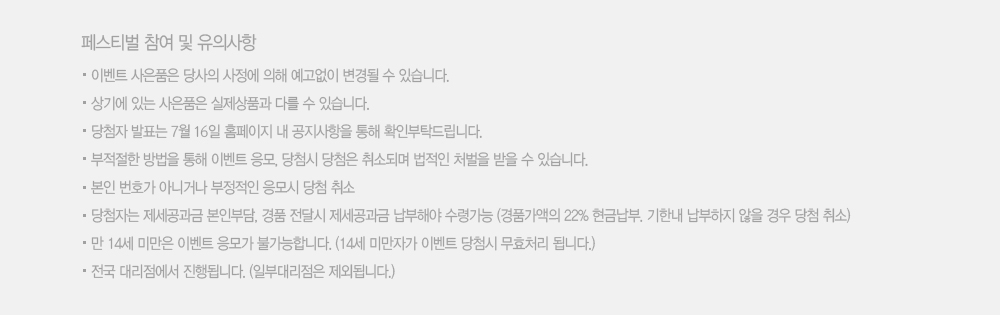 페스티벌 참여 및 유의사항
· 이벤트 사은품은 당사의 사정에 의해 예고없이 변경될 수 있습니다.
· 상기에 있는 사은품은 실제상품과 다를 수 있습니다.
· 당첨자 발표는 7월 16일 홈페이지 내 공지사항을 통해 확인부탁드립니다.
· 부적절한 방법을 통해 이벤트 응모, 당첨시 당첨은 취소되며 법적인 처벌을 받을 수 있습니다.
· 본인 번호가 아니거나 부정적인 응모시 당첨 취소
· 당첨자는 제세공과금 본인부담, 경품 전달시 제세공과금 납부해야 수령가능 (경품가액의 22% 현금납부. 기한내 납부하지 않을 경우 당첨 취소)
· 만 14세 미만은 이벤트 응모가 불가능합니다. (14세 미만자가 이벤트 당첨시 무효처리 됩니다.)
· 전국 대리점에서 진행됩니다. (일부대리점은 제외됩니다.)